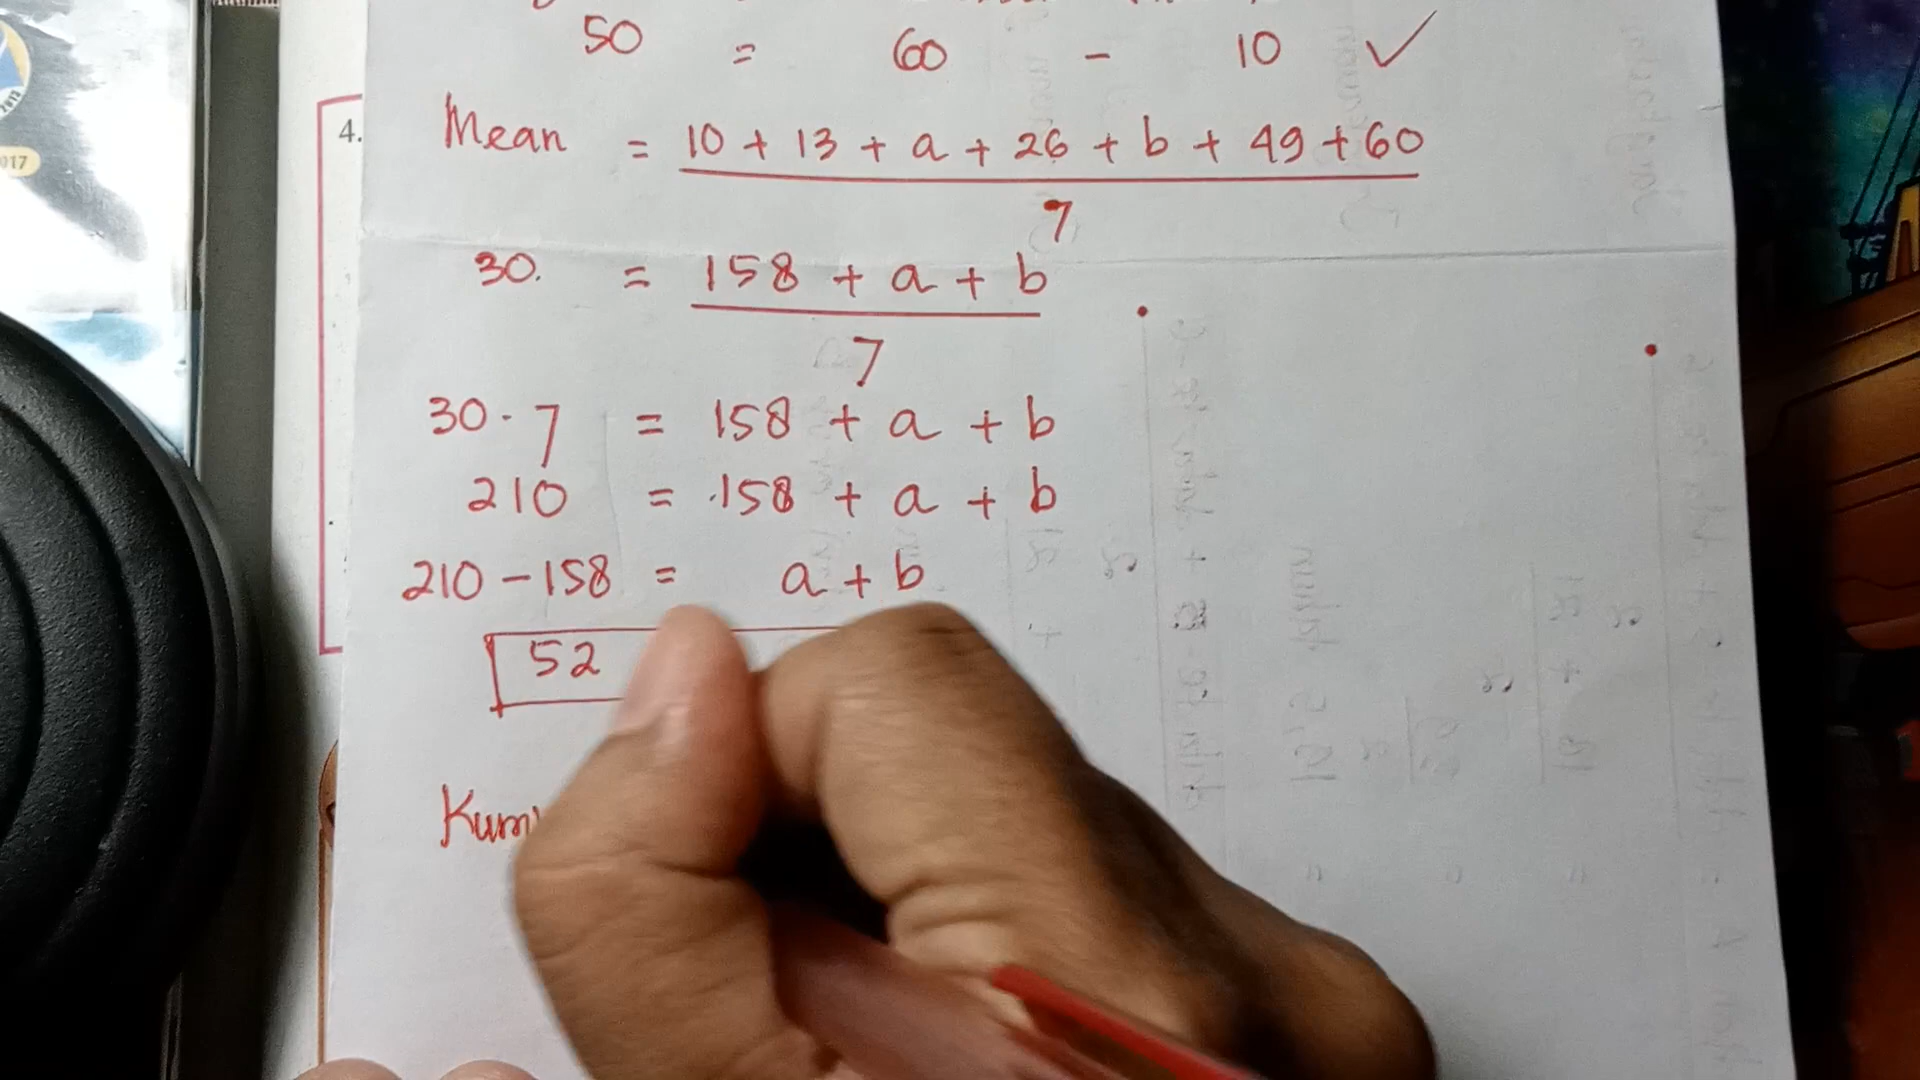 50 = 60 - 10 ✓
4.
Mean = 10 + 13 + a + 26 + b + 49 + 60
7
30. = 158 + a + b
7
30 · 7 = 158 + a + b
210 = 158 + a + b
210 - 158 = a + b
52
017